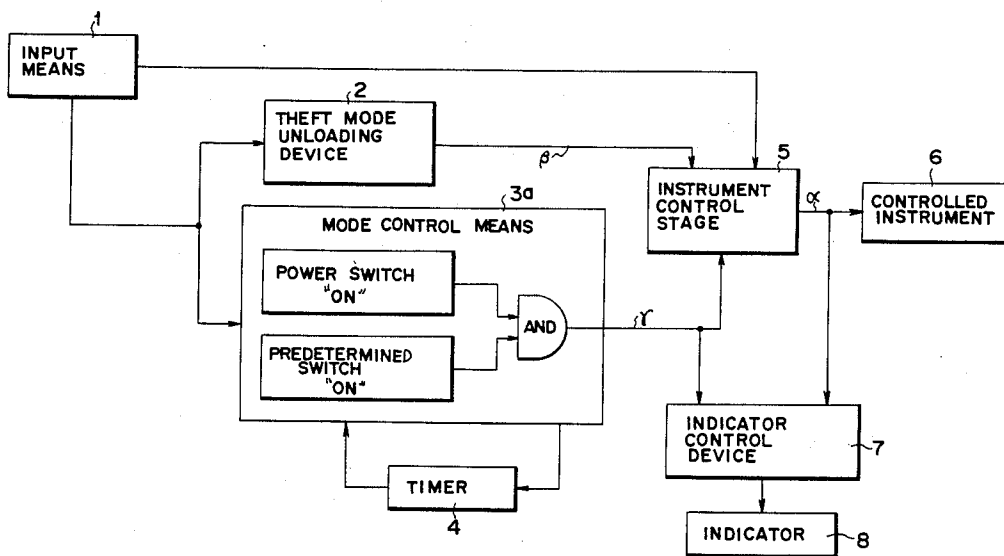 1
INPUT
MEANS
2
THEFT MODE
UNLOADING
DEVICE
β
5
INSTRUMENT
CONTROL
STAGE
α
6
CONTROLLED
INSTRUMENT
3a
MODE CONTROL MEANS
POWER SWITCH
"ON"
AND
γ
PREDETERMINED
SWITCH
"ON"
INDICATOR
CONTROL
DEVICE
7
TIMER
4
INDICATOR
8